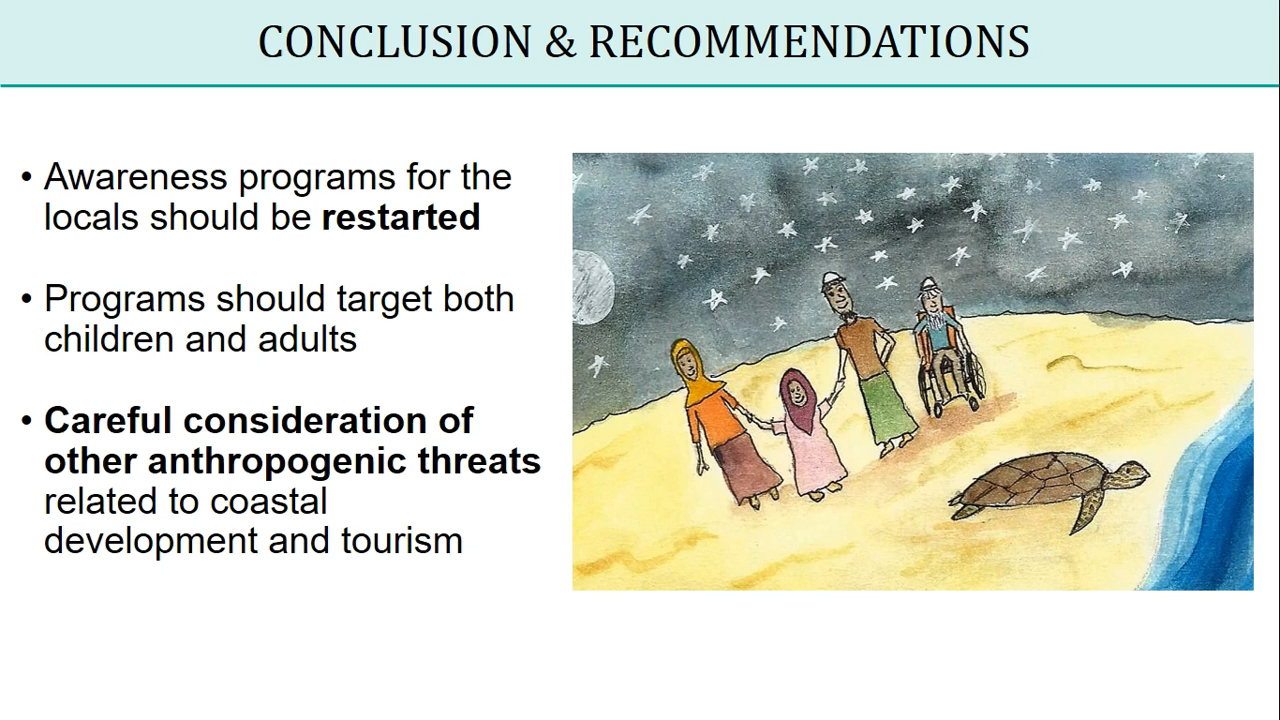 CONCLUSION & RECOMMENDATIONS
• Awareness programs for the
locals should be restarted
• Programs should target both
children and adults
• Careful consideration of
other anthropogenic threats
related to coastal
development and tourism